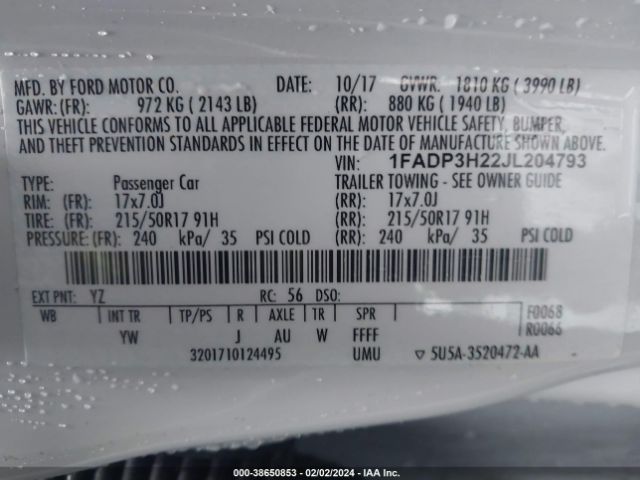 MFD. BY FORD MOTOR CO. DATE: 10/17 GVWR: 1810 KG ( 3990 LB)
GAWR: (FR): 972 KG ( 2143 LB) (RR): 880 KG ( 1940 LB)
THIS VEHICLE CONFORMS TO ALL APPLICABLE FEDERAL MOTOR VEHICLE SAFETY, BUMPER,
AND THEFT PREVENTION STANDARDS IN EFFECT ON THE DATE OF MANUFACTURE SHOWN ABOVE.
VIN: 1FADP3H22JL204793
TYPE: Passenger Car TRAILER TOWING - SEE OWNER GUIDE
RIM: (FR): 17x7.0J (RR): 17x7.0J
TIRE: (FR): 215/50R17 91H (RR): 215/50R17 91H
PRESSURE: (FR): 240 kPa/ 35 PSI COLD (RR): 240 kPa/ 35 PSI COLD
EXT PNT: YZ RC: 56 DSO:
WB INT TR TP/PS R AXLE TR SPR F0068
YW J AU W FFFF R0066
3201710124495 UMU ▽ 5U5A-3520472-AA
000-38650853 - 02/02/2024 - IAA Inc.